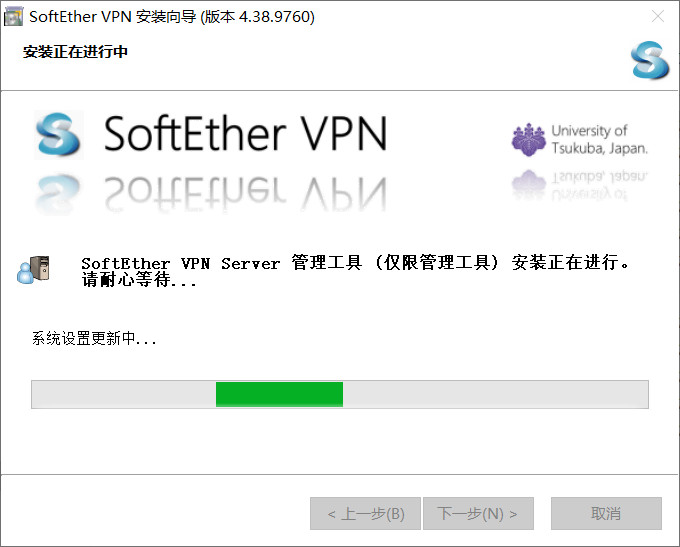 SoftEther VPN 安装向导 (版本 4.38.9760)
安装正在进行中
SoftEther VPN
University of
Tsukuba, Japan.
SoftEther VPN Server 管理工具 (仅限管理工具) 安装正在进行。
请耐心等待...
系统设置更新中...
< 上一步(B)
下一步(N) >
取消